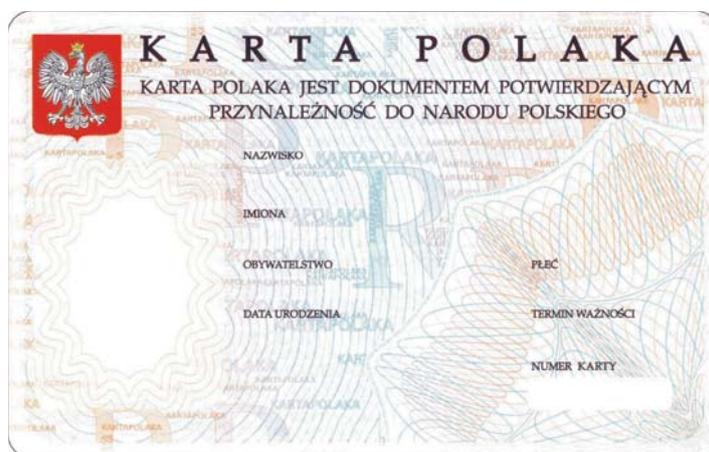 KARTA POLAKA
KARTA POLAKA JEST DOKUMENTEM POTWIERDZAJĄCYM
PRZYNALEŻNOŚĆ DO NARODU POLSKIEGO
NAZWISKO
IMIONA
OBYWATELSTWO
PŁEĆ
DATA URODZENIA
TERMIN WAŻNOŚCI
NUMER KARTY